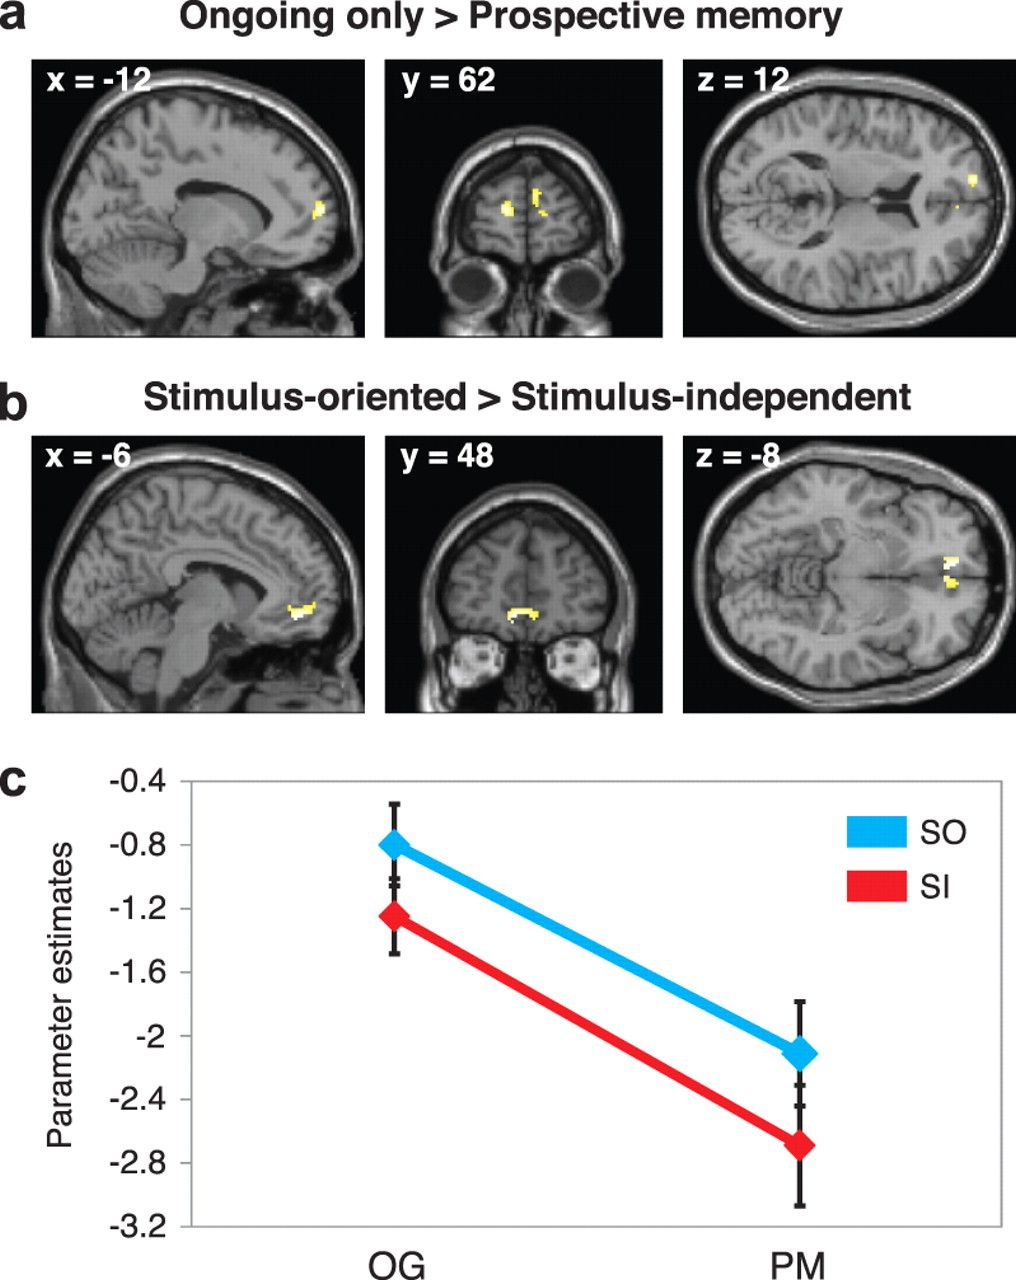 a
Ongoing only > Prospective memory
x = -12
y = 62
z = 12
b
Stimulus-oriented > Stimulus-independent
x = -6
y = 48
z = -8
c
Parameter estimates
-0.4
-0.8
-1.2
-1.6
-2
-2.4
-2.8
-3.2
SO
SI
OG
PM